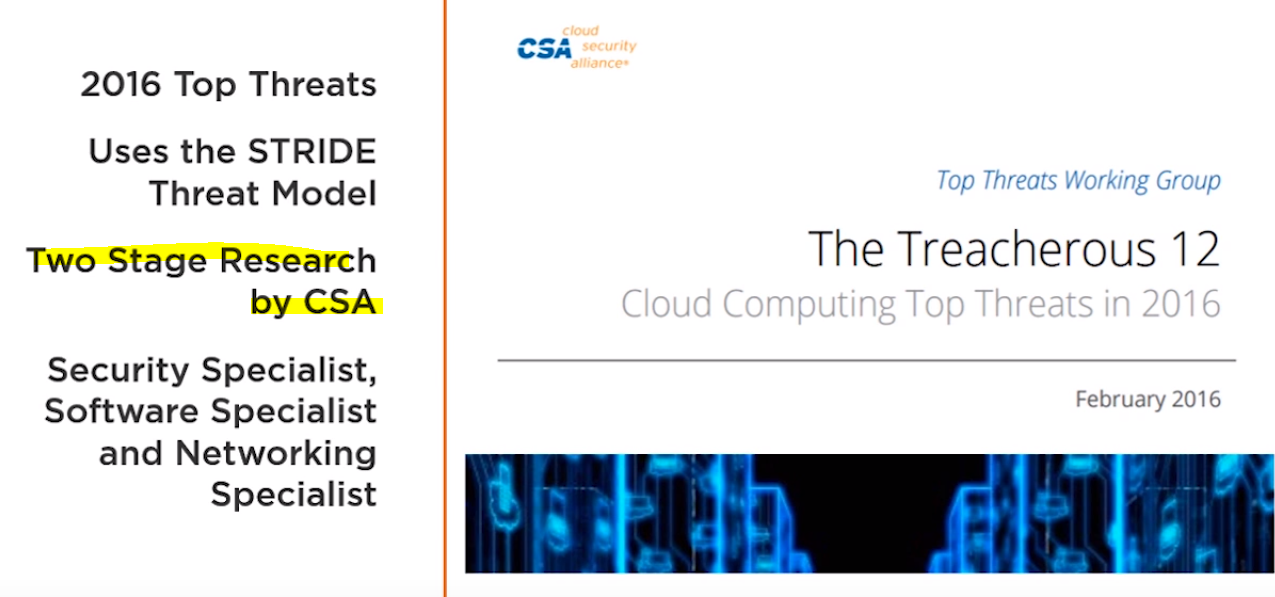 2016 Top Threats
Uses the STRIDE
Threat Model
Two Stage Research
by CSA
Security Specialist,
Software Specialist
and Networking
Specialist
CSA cloud
security
alliance®
Top Threats Working Group
The Treacherous 12
Cloud Computing Top Threats in 2016
February 2016